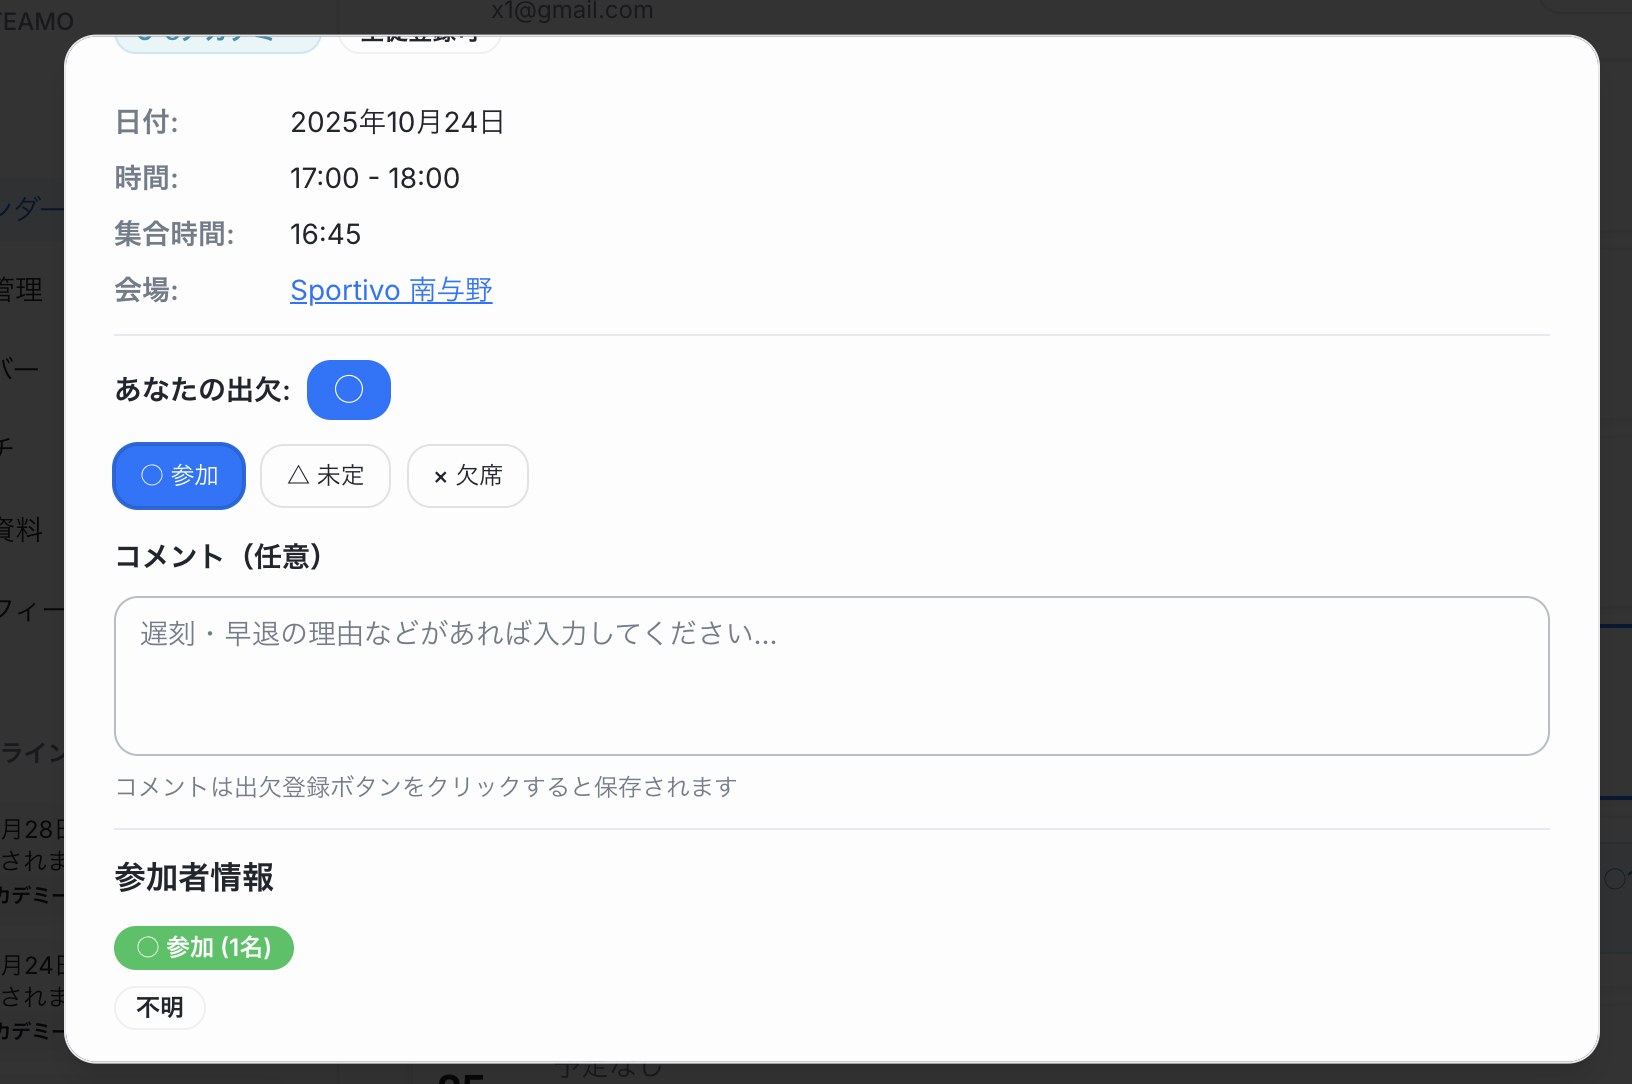 TEAMO
x1@gmail.com
日付: 2025年10月24日
時間: 17:00 - 18:00
集合時間: 16:45
会場: Sportivo 南与野
あなたの出欠: ○
○ 参加 △ 未定 × 欠席
コメント（任意）
遅刻・早退の理由などがあれば入力してください...
コメントは出欠登録ボタンをクリックすると保存されます
参加者情報
○ 参加 (1名)
不明
ンダー
管理
バー
チ
資料
フィー
ライン
月28日
されま
カデミー
月24日
されま
カデミー
予定なし